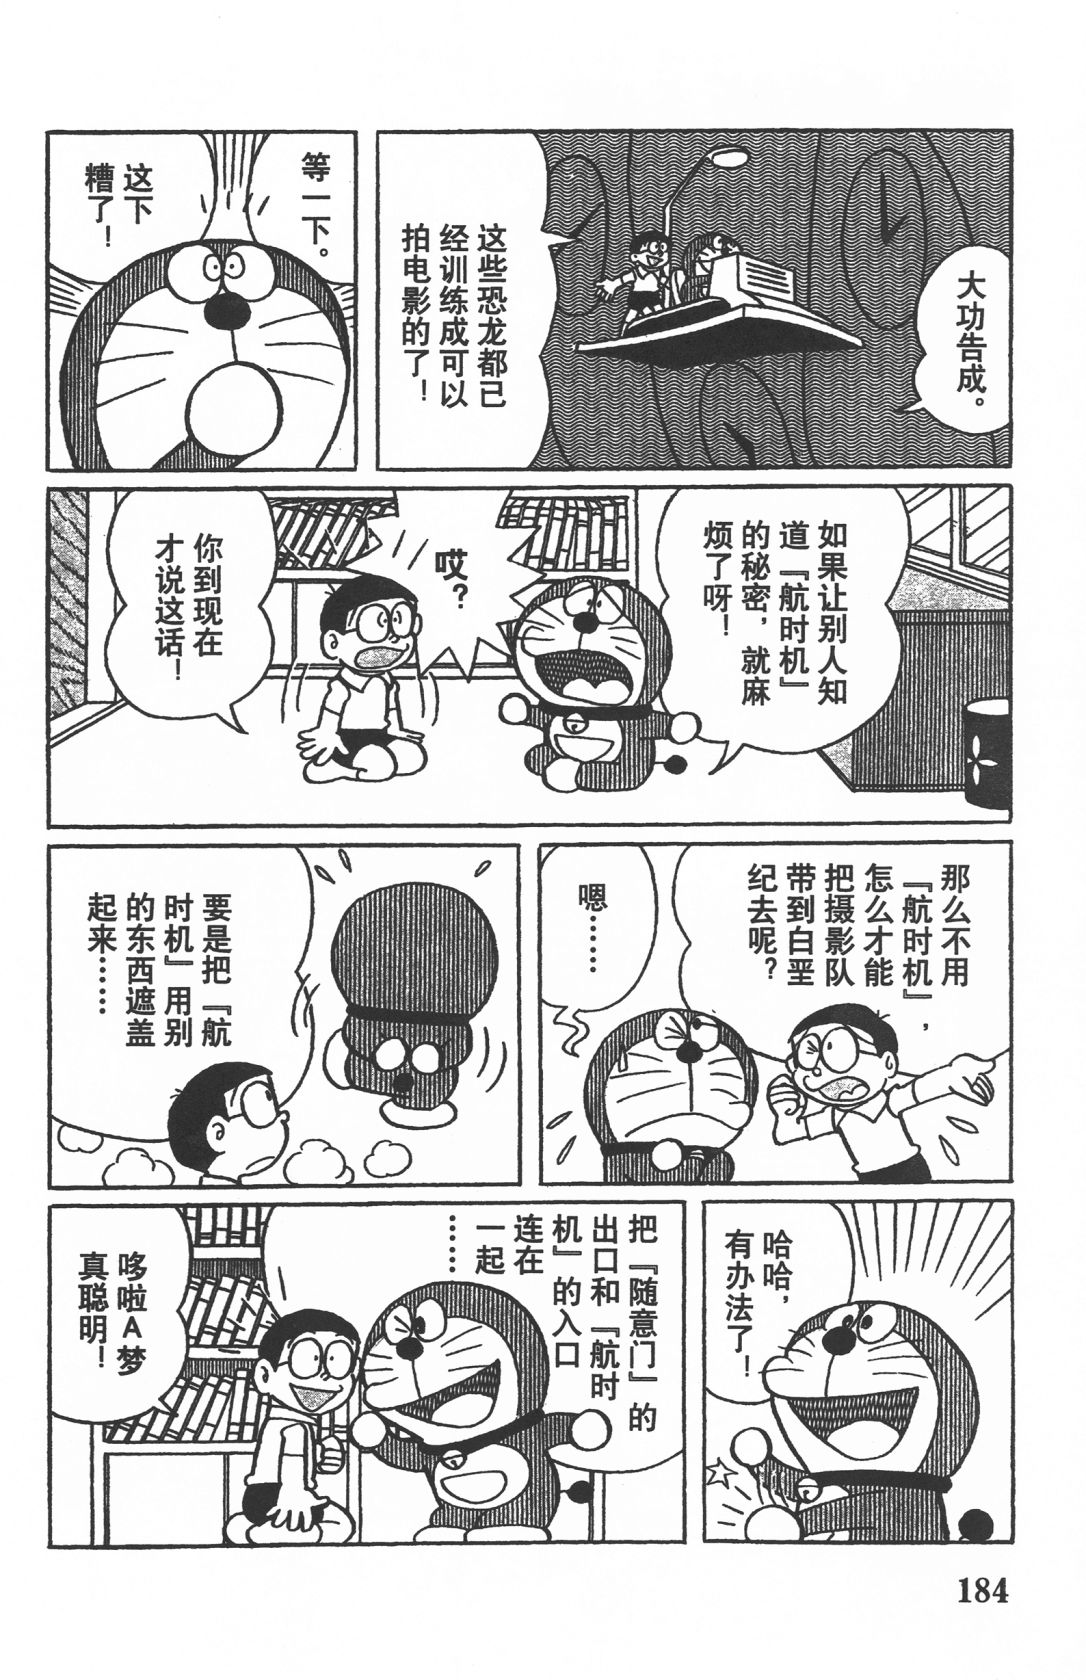 大功告成。
这些恐龙都已
经训练成可以
拍电影的了！
等一下。
这下
糟了！
如果让别人知
道『航时机』
的秘密，就麻
烦了呀！
哎？
你到现在
才说这话！
那么不用
『航时机』，
怎么才能
把摄影队
带到白垩
纪去呢？
嗯……
要是把『航
时机』用别
的东西遮盖
起来……
哈哈，
有办法了！
把『随意门』的
出口和『航时
机』的入口
连在
一起
……
哆啦A梦
真聪明！
184